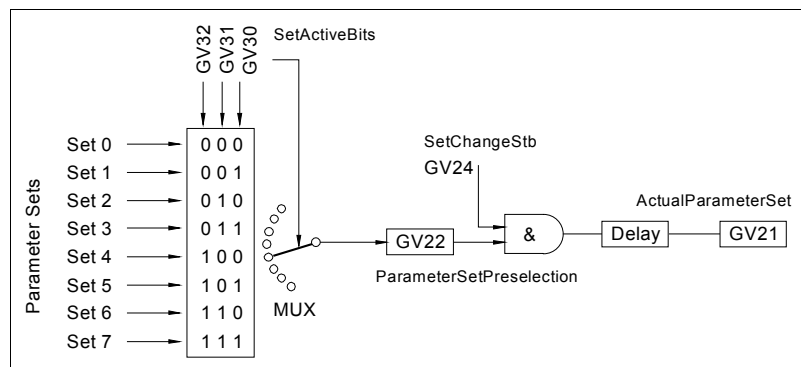 GV32
GV31
GV30
SetActiveBits
Parameter Sets
Set 0 0 0 0
Set 1 0 0 1
Set 2 0 1 0
Set 3 0 1 1
Set 4 1 0 0
Set 5 1 0 1
Set 6 1 1 0
Set 7 1 1 1
MUX
GV22
ParameterSetPreselection
SetChangeStb
GV24
&
Delay
ActualParameterSet
GV21